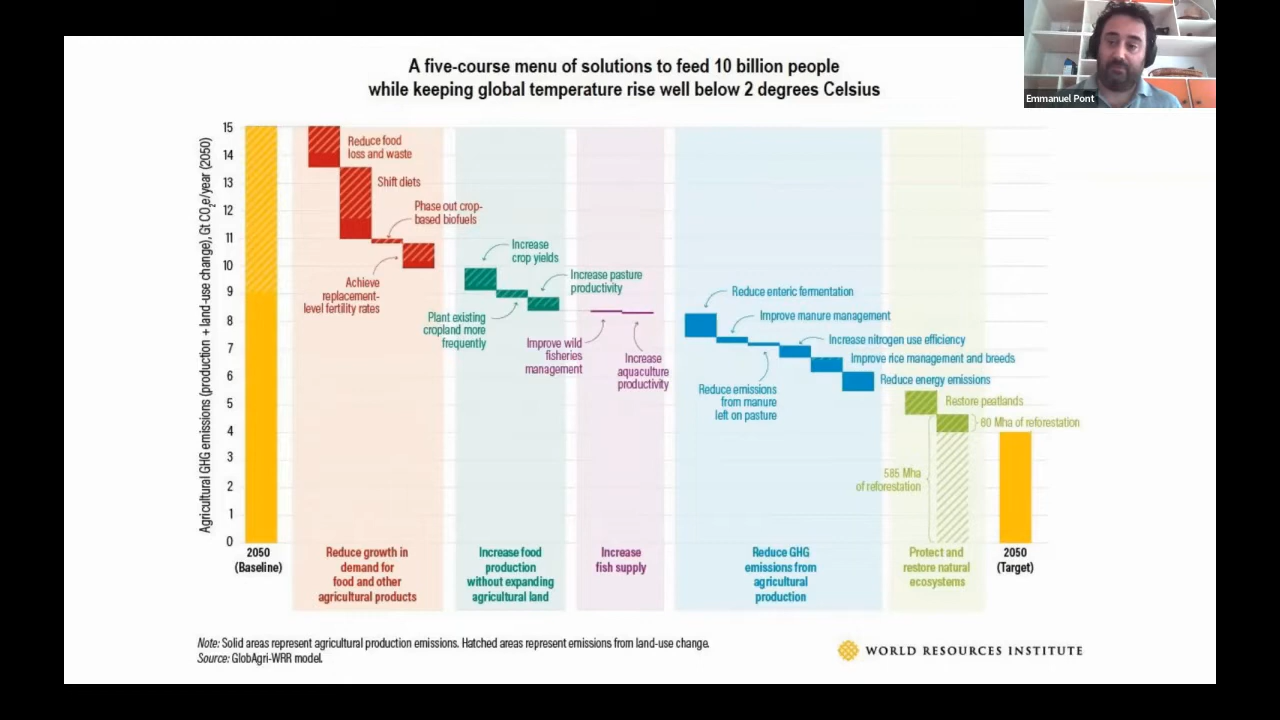 Emmanuel Pont
A five-course menu of solutions to feed 10 billion people
while keeping global temperature rise well below 2 degrees Celsius
Agricultural GHG emissions (production + land-use change), Gt CO₂e/year (2050)
15
14
13
12
11
10
9
8
7
6
5
4
3
2
1
0
2050
(Baseline)
Reduce food
loss and waste
Shift diets
Phase out crop-
based biofuels
Achieve
replacement-
level fertility rates
Reduce growth in
demand for
food and other
agricultural products
Increase
crop yields
Increase pasture
productivity
Plant existing
cropland more
frequently
Increase food
production
without expanding
agricultural land
Improve wild
fisheries
management
Increase
aquaculture
productivity
Increase
fish supply
Reduce enteric fermentation
Improve manure management
Increase nitrogen use efficiency
Improve rice management and breeds
Reduce energy emissions
Reduce emissions
from manure
left on pasture
Reduce GHG
emissions from
agricultural
production
Restore peatlands
80 Mha of reforestation
585 Mha
of reforestation
Protect and
restore natural
ecosystems
2050
(Target)
Note: Solid areas represent agricultural production emissions. Hatched areas represent emissions from land-use change.
Source: GlobAgri-WRR model.
WORLD RESOURCES INSTITUTE